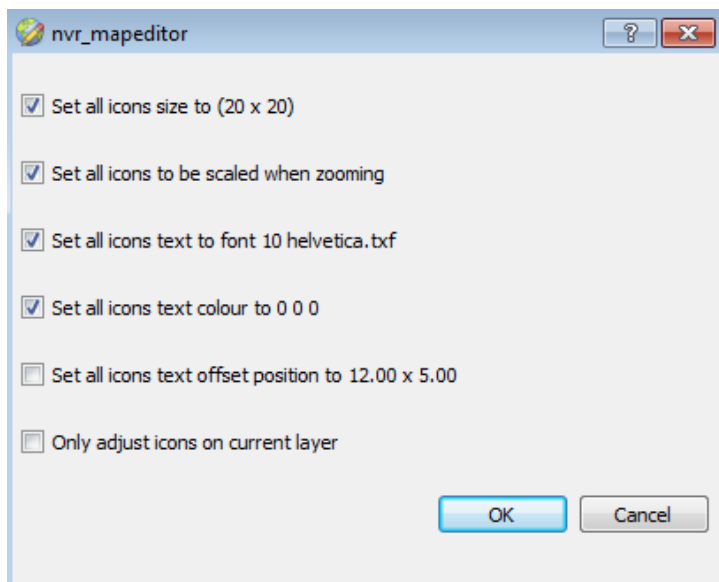 nvr_mapeditor
?
Set all icons size to (20 x 20)
Set all icons to be scaled when zooming
Set all icons text to font 10 helvetica.txf
Set all icons text colour to 0 0 0
Set all icons text offset position to 12.00 x 5.00
Only adjust icons on current layer
OK Cancel